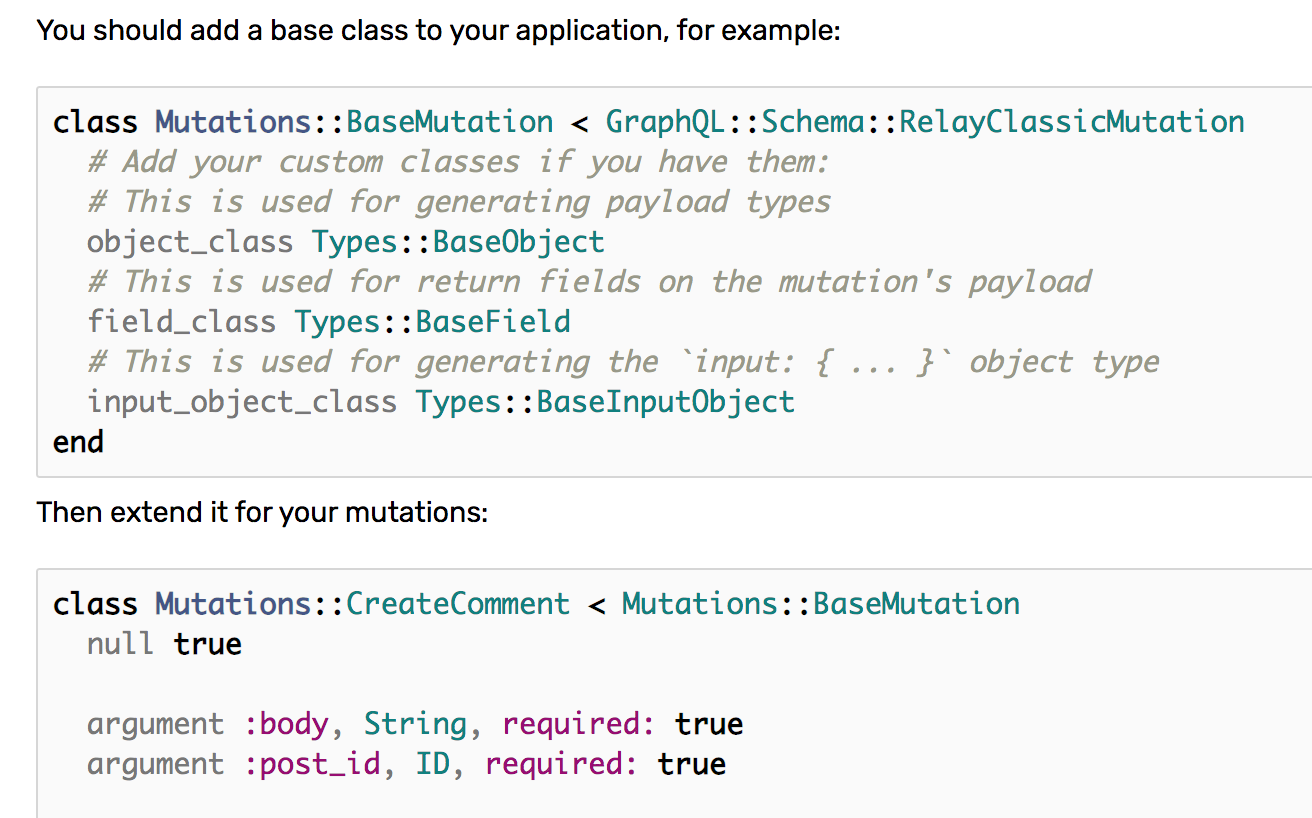 You should add a base class to your application, for example:
class Mutations::BaseMutation < GraphQL::Schema::RelayClassicMutation
  # Add your custom classes if you have them:
  # This is used for generating payload types
  object_class Types::BaseObject
  # This is used for return fields on the mutation's payload
  field_class Types::BaseField
  # This is used for generating the `input: { ... }` object type
  input_object_class Types::BaseInputObject
end
Then extend it for your mutations:
class Mutations::CreateComment < Mutations::BaseMutation
  null true
  argument :body, String, required: true
  argument :post_id, ID, required: true